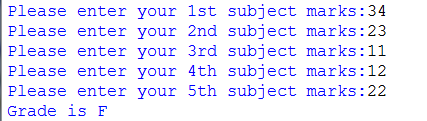 Please enter your 1st subject marks:34
Please enter your 2nd subject marks:23
Please enter your 3rd subject marks:11
Please enter your 4th subject marks:12
Please enter your 5th subject marks:22
Grade is F